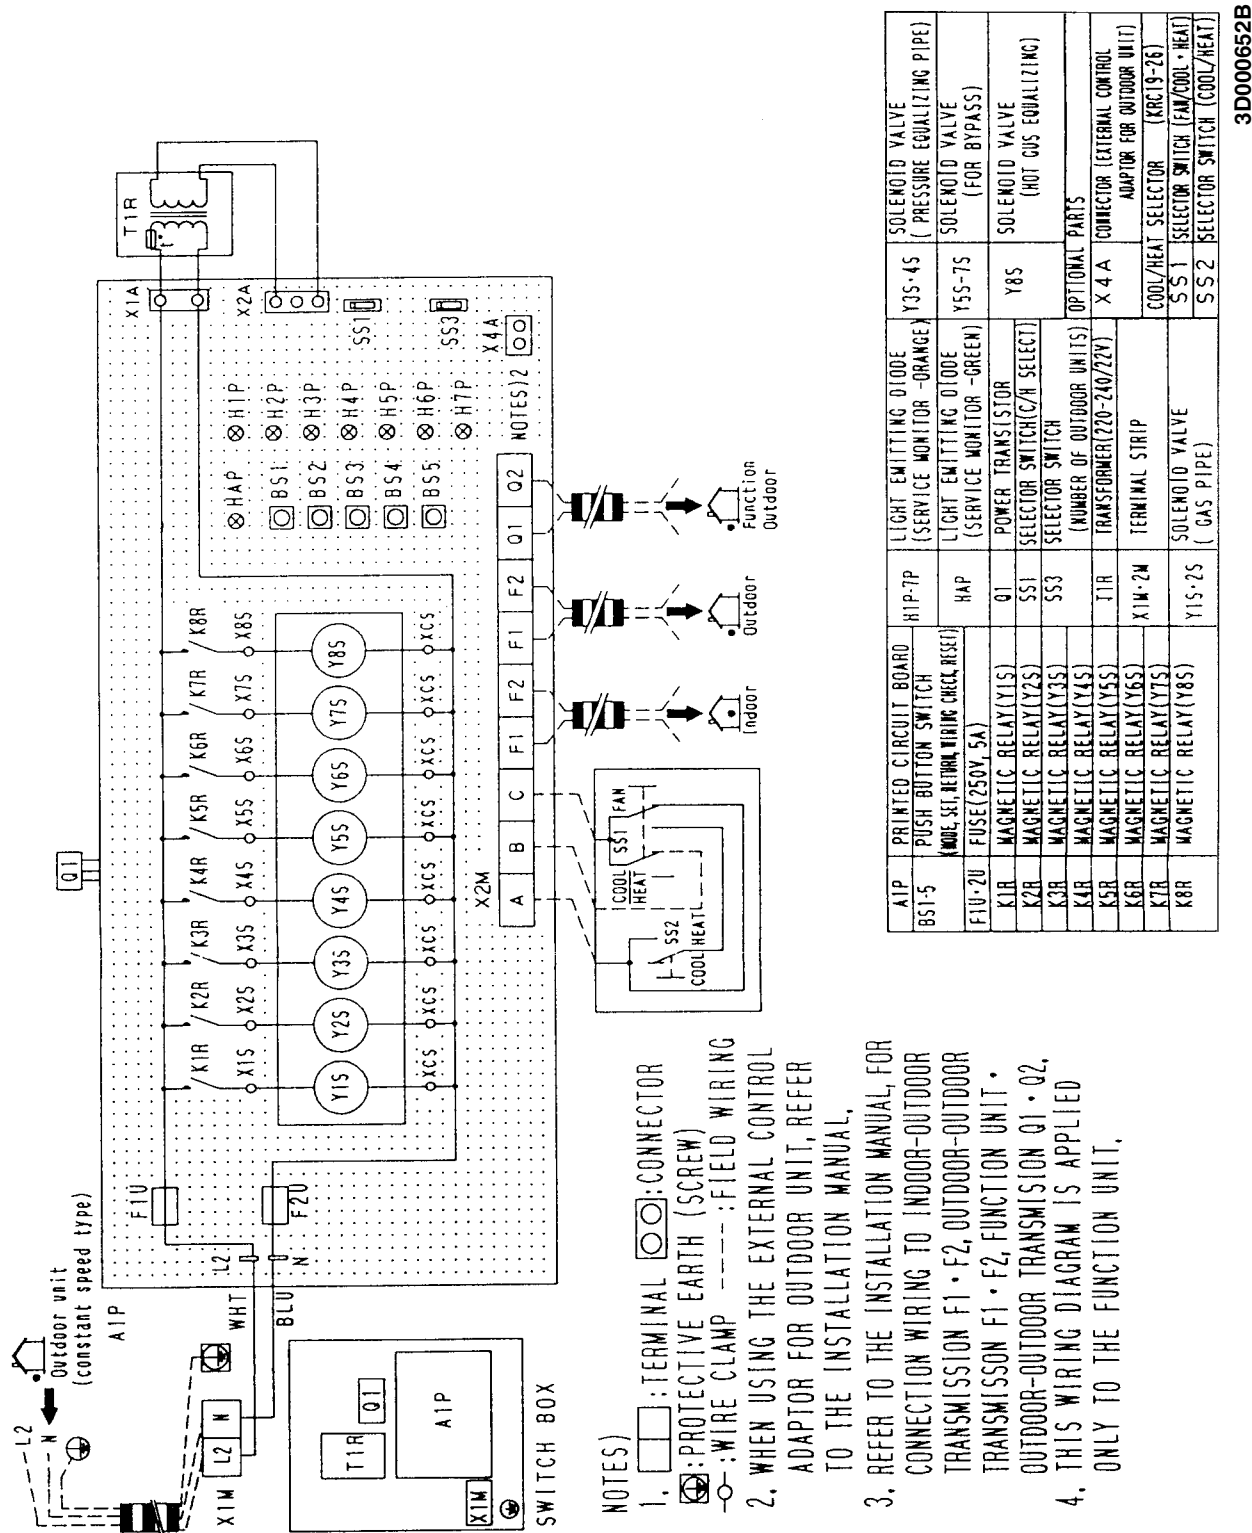 Outdoor unit
(constant speed type)
L2
N
X1M
L2
N
WHT
BLU
A1P
L2
N
F1U
F2U
Q1
T1R
t°
X1A
X2A
SS1
SS3
X4A
NOTES)2
K1R
K2R
K3R
K4R
K5R
K6R
K7R
K8R
X1S
X2S
X3S
X4S
X5S
X6S
X7S
X8S
Y1S
Y2S
Y3S
Y4S
Y5S
Y6S
Y7S
Y8S
XCS
XCS
XCS
XCS
XCS
XCS
XCS
XCS
HAP
H1P
H2P
H3P
H4P
H5P
H6P
H7P
BS1
BS2
BS3
BS4
BS5
X2M
A
B
C
F1
F2
F1
F2
Q1
Q2
Indoor
Outdoor
Function
Outdoor
COOL
HEAT
SS1
FAN
SS2
COOL
HEAT
T1R
Q1
A1P
X1M
SWITCH BOX
NOTES)
1. :TERMINAL :CONNECTOR
:PROTECTIVE EARTH (SCREW)
:WIRE CLAMP :FIELD WIRING
2. WHEN USING THE EXTERNAL CONTROL
ADAPTOR FOR OUTDOOR UNIT, REFER
TO THE INSTALLATION MANUAL.
3. REFER TO THE INSTALLATION MANUAL, FOR
CONNECTION WIRING TO INDOOR-OUTDOOR
TRANSMISSION F1・F2, OUTDOOR-OUTDOOR
TRANSMISSON F1・F2, FUNCTION UNIT・
OUTDOOR-OUTDOOR TRANSMISION Q1・Q2.
4. THIS WIRING DIAGRAM IS APPLIED
ONLY TO THE FUNCTION UNIT.
A1P PRINTED CIRCUIT BOARD
BS1-5 PUSH BUTTON SWITCH
(MODE, SET, RETURN, WIRING CHECK, RESET)
F1U・2U FUSE(250V, 5A)
K1R MAGNETIC RELAY(Y1S)
K2R MAGNETIC RELAY(Y2S)
K3R MAGNETIC RELAY(Y3S)
K4R MAGNETIC RELAY(Y4S)
K5R MAGNETIC RELAY(Y5S)
K6R MAGNETIC RELAY(Y6S)
K7R MAGNETIC RELAY(Y7S)
K8R MAGNETIC RELAY(Y8S)
H1P-7P LIGHT EMITTING DIODE
(SERVICE MONITOR -ORANGE)
HAP LIGHT EMITING DIODE
(SERVICE MONITOR -GREEN)
Q1 POWER TRANSISTOR
SS1 SELECTOR SWITCH(C/H SELECT)
SS3 SELECTOR SWITCH
(NUMBER OF OUTDOOR UNITS)
T1R TRANSFORMER(220-240/22V)
X1M・2M TERMINAL STRIP
Y1S・2S SOLENOID VALVE
( GAS PIPE)
Y3S・4S SOLENOID VALVE
( PRESSURE EQUALIZING PIPE)
Y5S-7S SOLENOID VALVE
(FOR BYPASS)
Y8S SOLENOID VALVE
(HOT GUS EQUALIZING)
OPTIONAL PARTS
X4A CONNECTOR (EXTERNAL CONTROL
ADAPTOR FOR OUTDOOR UNIT)
COOL/HEAT SELECTOR (KRC19-26)
SS1 SELECTOR SWITCH (FAN/COOL・HEAT)
SS2 SELECTOR SWITCH (COOL/HEAT)
3D000652B